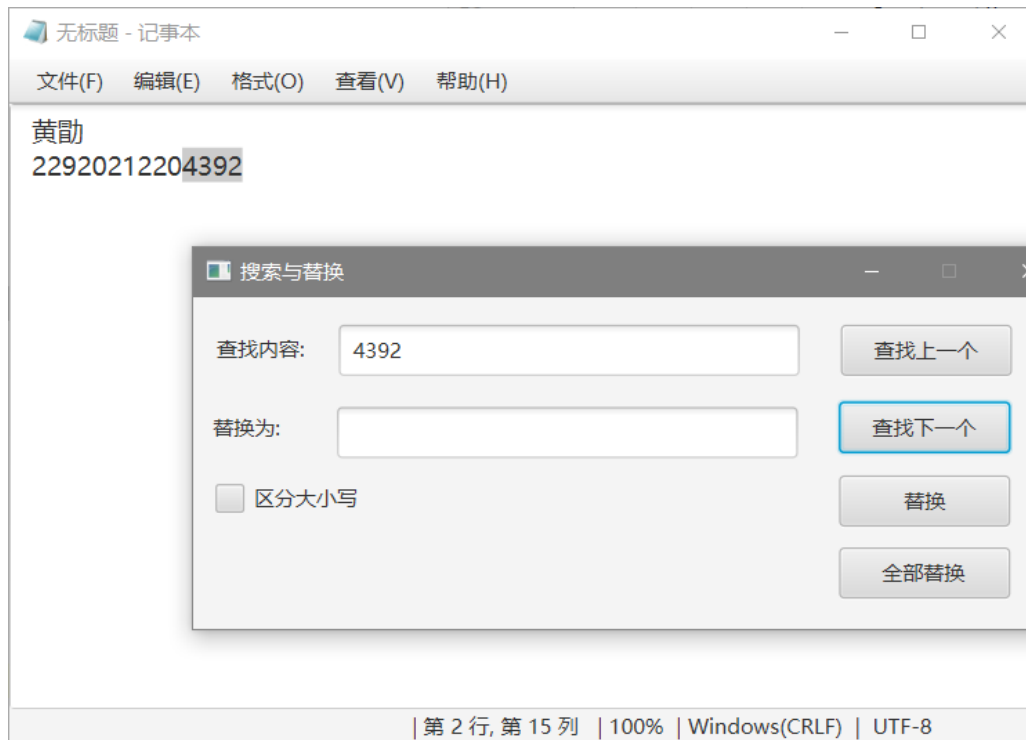 无标题 - 记事本
文件(F) 编辑(E) 格式(O) 查看(V) 帮助(H)
黄勖
22920212204392
搜索与替换
查找内容: 4392 查找上一个
替换为: 查找下一个
区分大小写 替换
全部替换
| 第 2 行, 第 15 列 | 100% | Windows(CRLF) | UTF-8